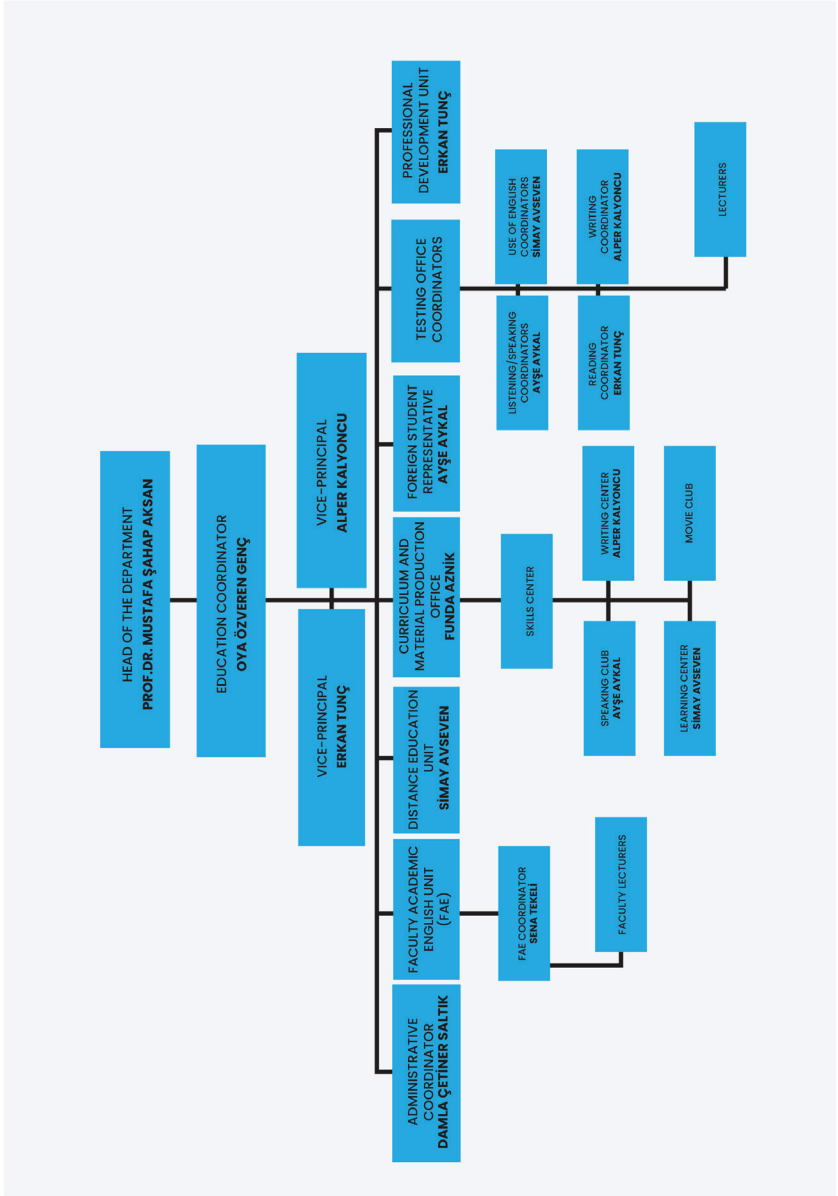 HEAD OF THE DEPARTMENT
PROF.DR. MUSTAFA ŞAHAP AKSAN
EDUCATION COORDINATOR
OYA ÖZVEREN GENÇ
VICE-PRINCIPAL
ERKAN TUNÇ
VICE-PRINCIPAL
ALPER KALYONCU
ADMINISTRATIVE
COORDINATOR
DAMLA ÇETİNER SALTIK
FACULTY ACADEMIC
ENGLISH UNIT
(FAE)
DISTANCE EDUCATION
UNIT
SİMAY AVSEVEN
CURRICULUM AND
MATERIAL PRODUCTION
OFFICE
FUNDA AZNİK
FOREIGN STUDENT
REPRESENTATIVE
AYŞE AYKAL
TESTING OFFICE
COORDINATORS
PROFESSIONAL
DEVELOPMENT UNIT
ERKAN TUNÇ
FAE COORDINATOR
SENA TEKELİ
FACULTY LECTURERS
SKILLS CENTER
SPEAKING CLUB
AYŞE AYKAL
WRITING CENTER
ALPER KALYONCU
LEARNING CENTER
SİMAY AVSEVEN
MOVIE CLUB
LISTENING/SPEAKING
COORDINATORS
AYŞE AYKAL
USE OF ENGLISH
COORDINATORS
SİMAY AVSEVEN
READING
COORDINATOR
ERKAN TUNÇ
WRITING
COORDINATOR
ALPER KALYONCU
LECTURERS